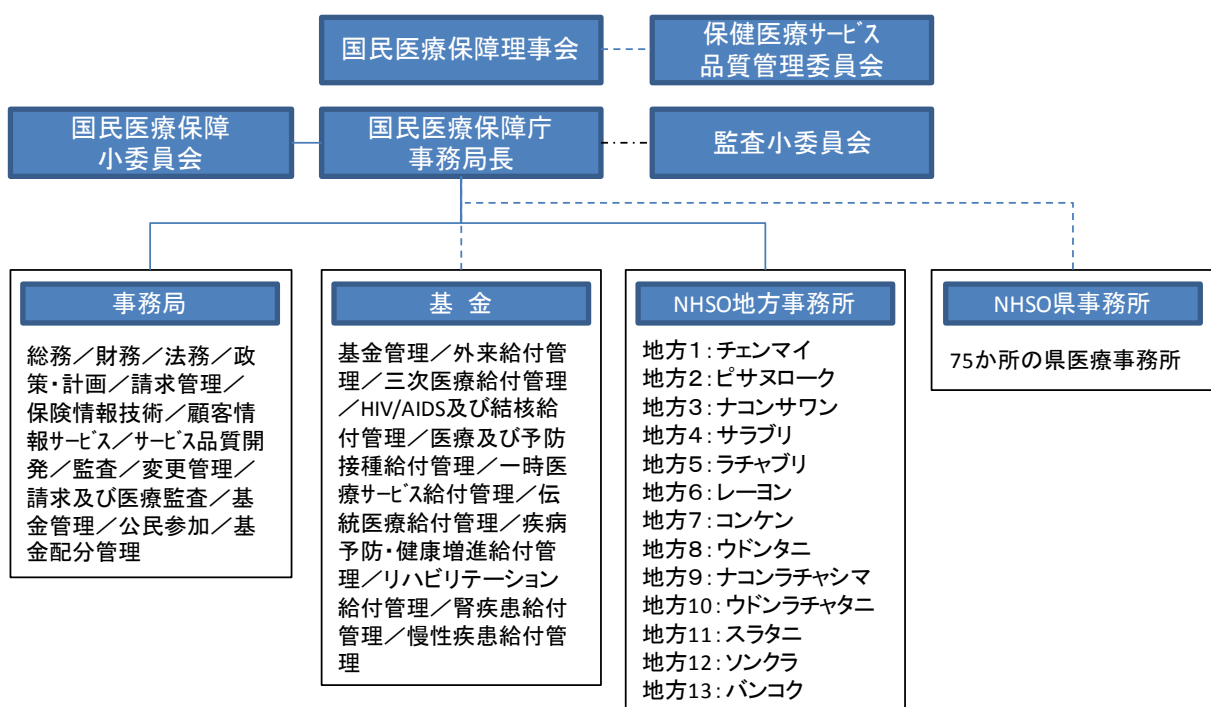 国民医療保障理事会
保健医療サービス
品質管理委員会
国民医療保障
小委員会
国民医療保障庁
事務局長
監査小委員会
事務局
総務／財務／法務／政
策・計画／請求管理／
保険情報技術／顧客情
報サービス／サービス品質開
発／監査／変更管理／
請求及び医療監査／基
金管理／公民参加／基
金配分管理
基 金
基金管理／外来給付管
理／三次医療給付管理
／HIV/AIDS及び結核給
付管理／医療及び予防
接種給付管理／一時医
療サービス給付管理／伝
統医療給付管理／疾病
予防・健康増進給付管
理／リハビリテーション
給付管理／腎疾患給付
管理／慢性疾患給付管
理
NHSO地方事務所
地方1：チェンマイ
地方2：ピサヌローク
地方3：ナコンサワン
地方4：サラブリ
地方5：ラチャブリ
地方6：レーヨン
地方7：コンケン
地方8：ウドンタニ
地方9：ナコンラチャシマ
地方10：ウドンラチャタニ
地方11：スラタニ
地方12：ソンクラ
地方13：バンコク
NHSO県事務所
75か所の県医療事務所